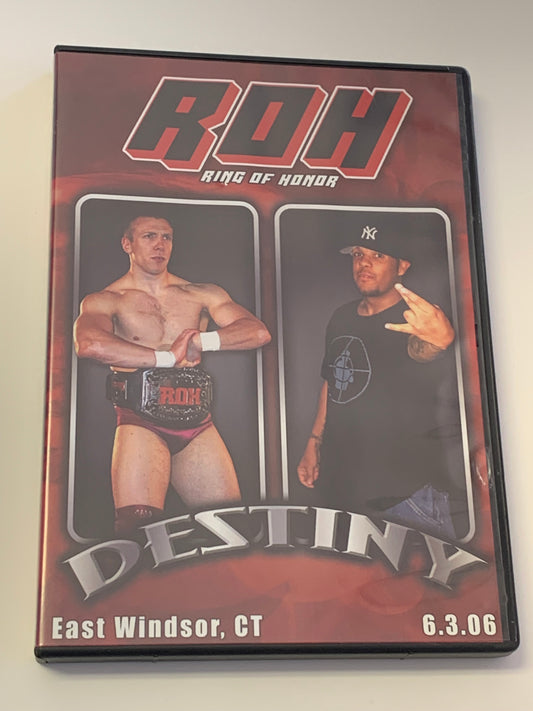 ROH
RING OF HONOR
NY
ROH
DESTINY
East Windsor, CT
6.3.06